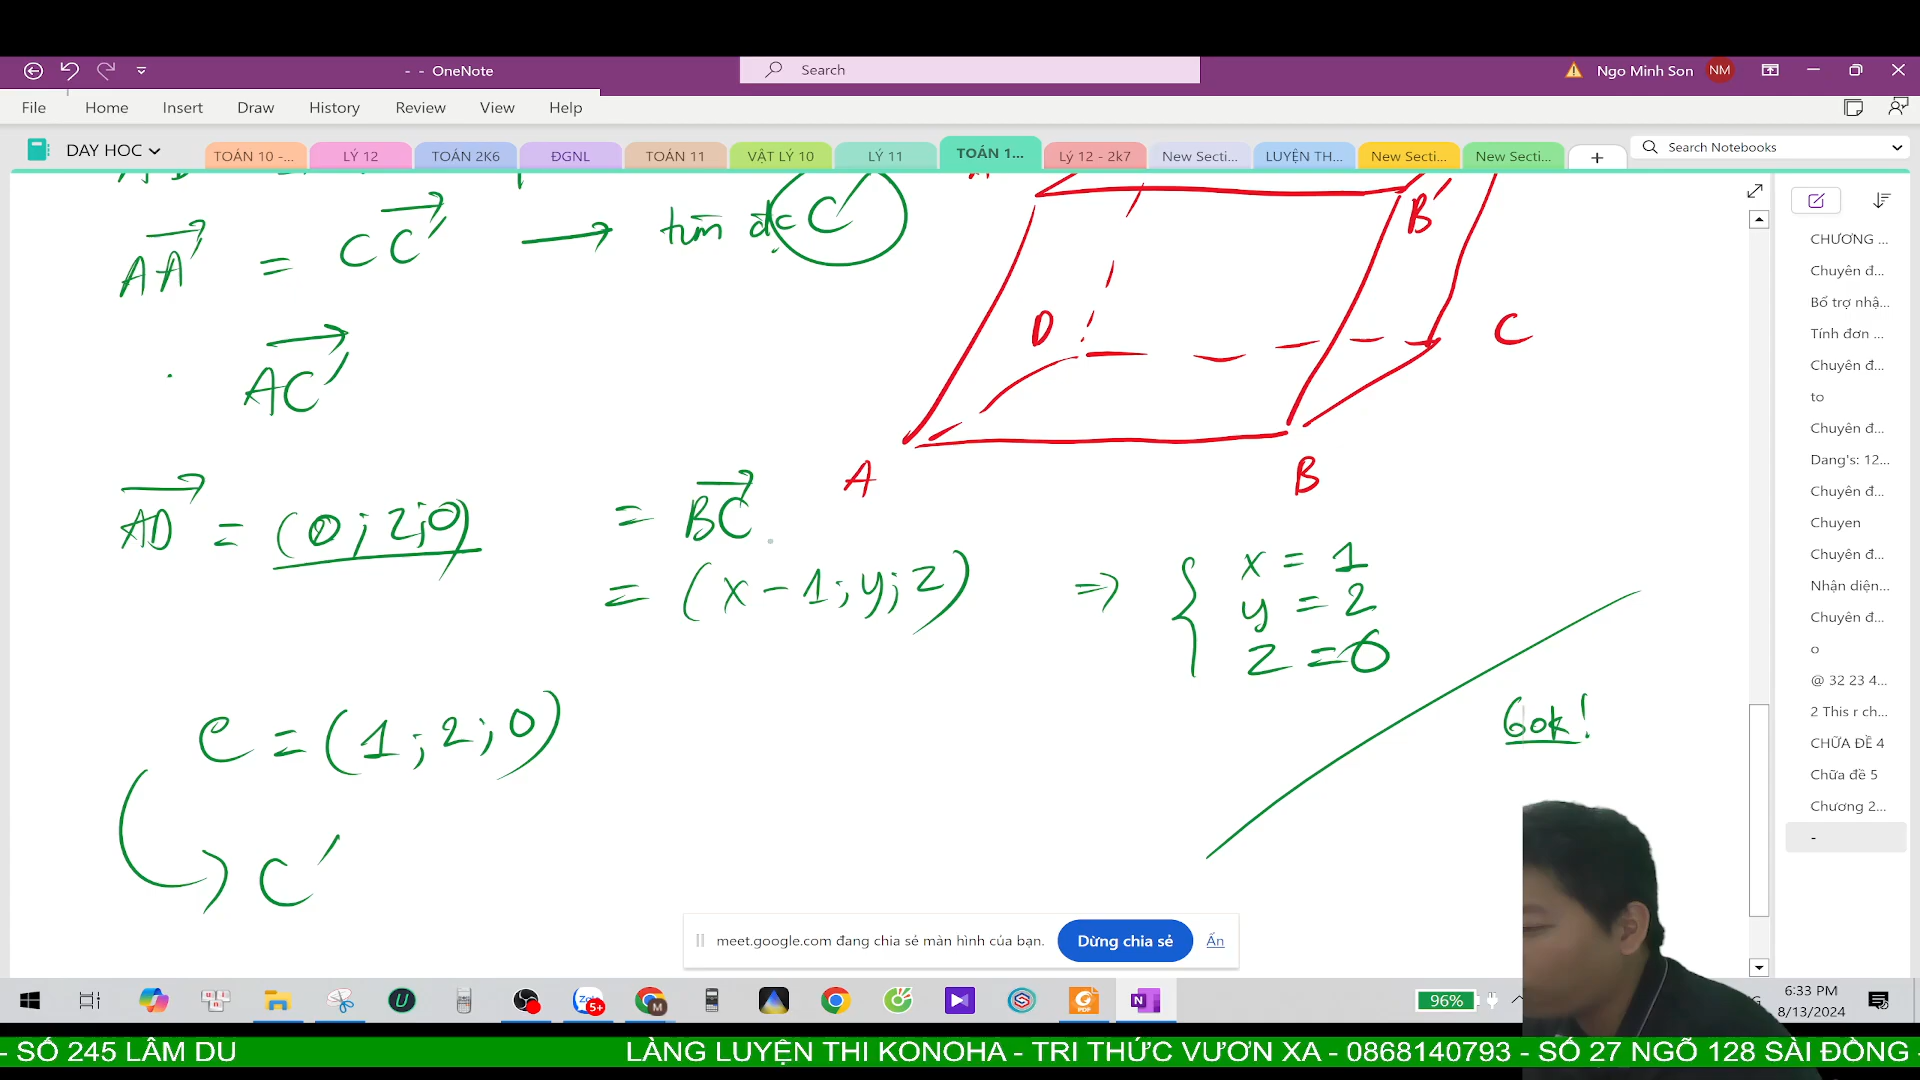 - - OneNote
Search
Ngo Minh Son
NM
File Home Insert Draw History Review View Help
DAY HOC
TOÁN 10 -...
LÝ 12
TOÁN 2K6
ĐGNL
TOÁN 11
VẬT LÝ 10
LÝ 11
TOÁN 1...
Lý 12 - 2k7
New Secti...
LUYỆN TH...
New Secti...
New Secti...
+
Search Notebooks
AA' = CC' → tìm đc C'
AC'
AD = (0; 2; 0) = BC
= (x - 1; y; z) ⇒ { x = 1
y = 2
z = 0
C = (1; 2; 0)
C'
60k!
B'
D
C
A
B
CHƯƠNG ...
Chuyên đ...
Bổ trợ nhậ...
Tính đơn ...
Chuyên đ...
to
Chuyên đ...
Dang's: 12...
Chuyên đ...
Chuyen
Chuyên đ...
Nhận diện...
Chuyên đ...
o
@ 32 23 4...
2 This r ch...
CHỮA ĐỀ 4
Chữa đề 5
Chương 2...
-
meet.google.com đang chia sẻ màn hình của bạn.
Dừng chia sẻ
Ẩn
96%
6:33 PM
8/13/2024
- SỐ 245 LÂM DU LÀNG LUYỆN THI KONOHA - TRI THỨC VƯƠN XA - 0868140793 - SỐ 27 NGÕ 128 SÀI ĐỒNG -